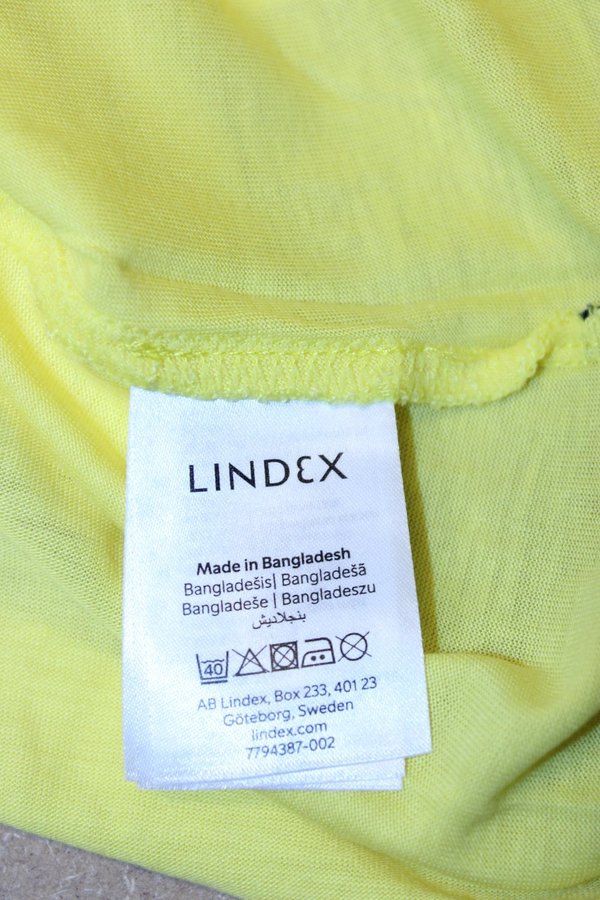 LINDEX
Made in Bangladesh
Bangladešis| Bangladešā
Bangladeše | Bangladeszu
بنجلاديش
40
AB Lindex, Box 233, 401 23
Göteborg, Sweden
lindex.com
7794387-002